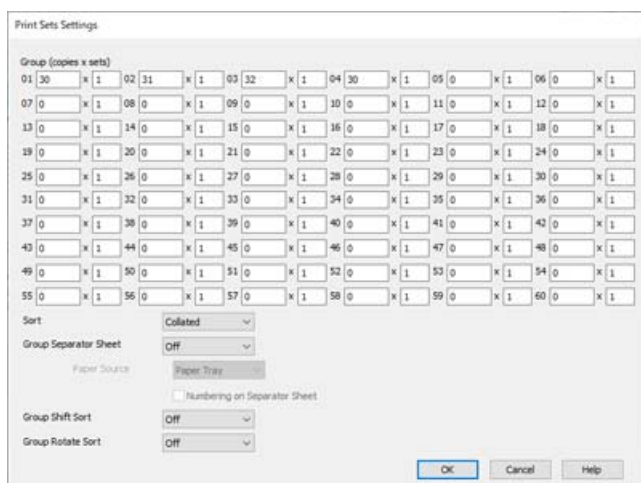 Print Sets Settings
Group (copies x sets)
01 30 x 1 02 31 x 1 03 32 x 1 04 30 x 1 05 0 x 1 06 0 x 1
07 0 x 1 08 0 x 1 09 0 x 1 10 0 x 1 11 0 x 1 12 0 x 1
13 0 x 1 14 0 x 1 15 0 x 1 16 0 x 1 17 0 x 1 18 0 x 1
19 0 x 1 20 0 x 1 21 0 x 1 22 0 x 1 23 0 x 1 24 0 x 1
25 0 x 1 26 0 x 1 27 0 x 1 28 0 x 1 29 0 x 1 30 0 x 1
31 0 x 1 32 0 x 1 33 0 x 1 34 0 x 1 35 0 x 1 36 0 x 1
37 0 x 1 38 0 x 1 39 0 x 1 40 0 x 1 41 0 x 1 42 0 x 1
43 0 x 1 44 0 x 1 45 0 x 1 46 0 x 1 47 0 x 1 48 0 x 1
49 0 x 1 50 0 x 1 51 0 x 1 52 0 x 1 53 0 x 1 54 0 x 1
55 0 x 1 56 0 x 1 57 0 x 1 58 0 x 1 59 0 x 1 60 0 x 1
Sort Collated
Group Separator Sheet Off
Paper Source Paper Tray
Numbering on Separator Sheet
Group Shift Sort Off
Group Rotate Sort Off
OK Cancel Help